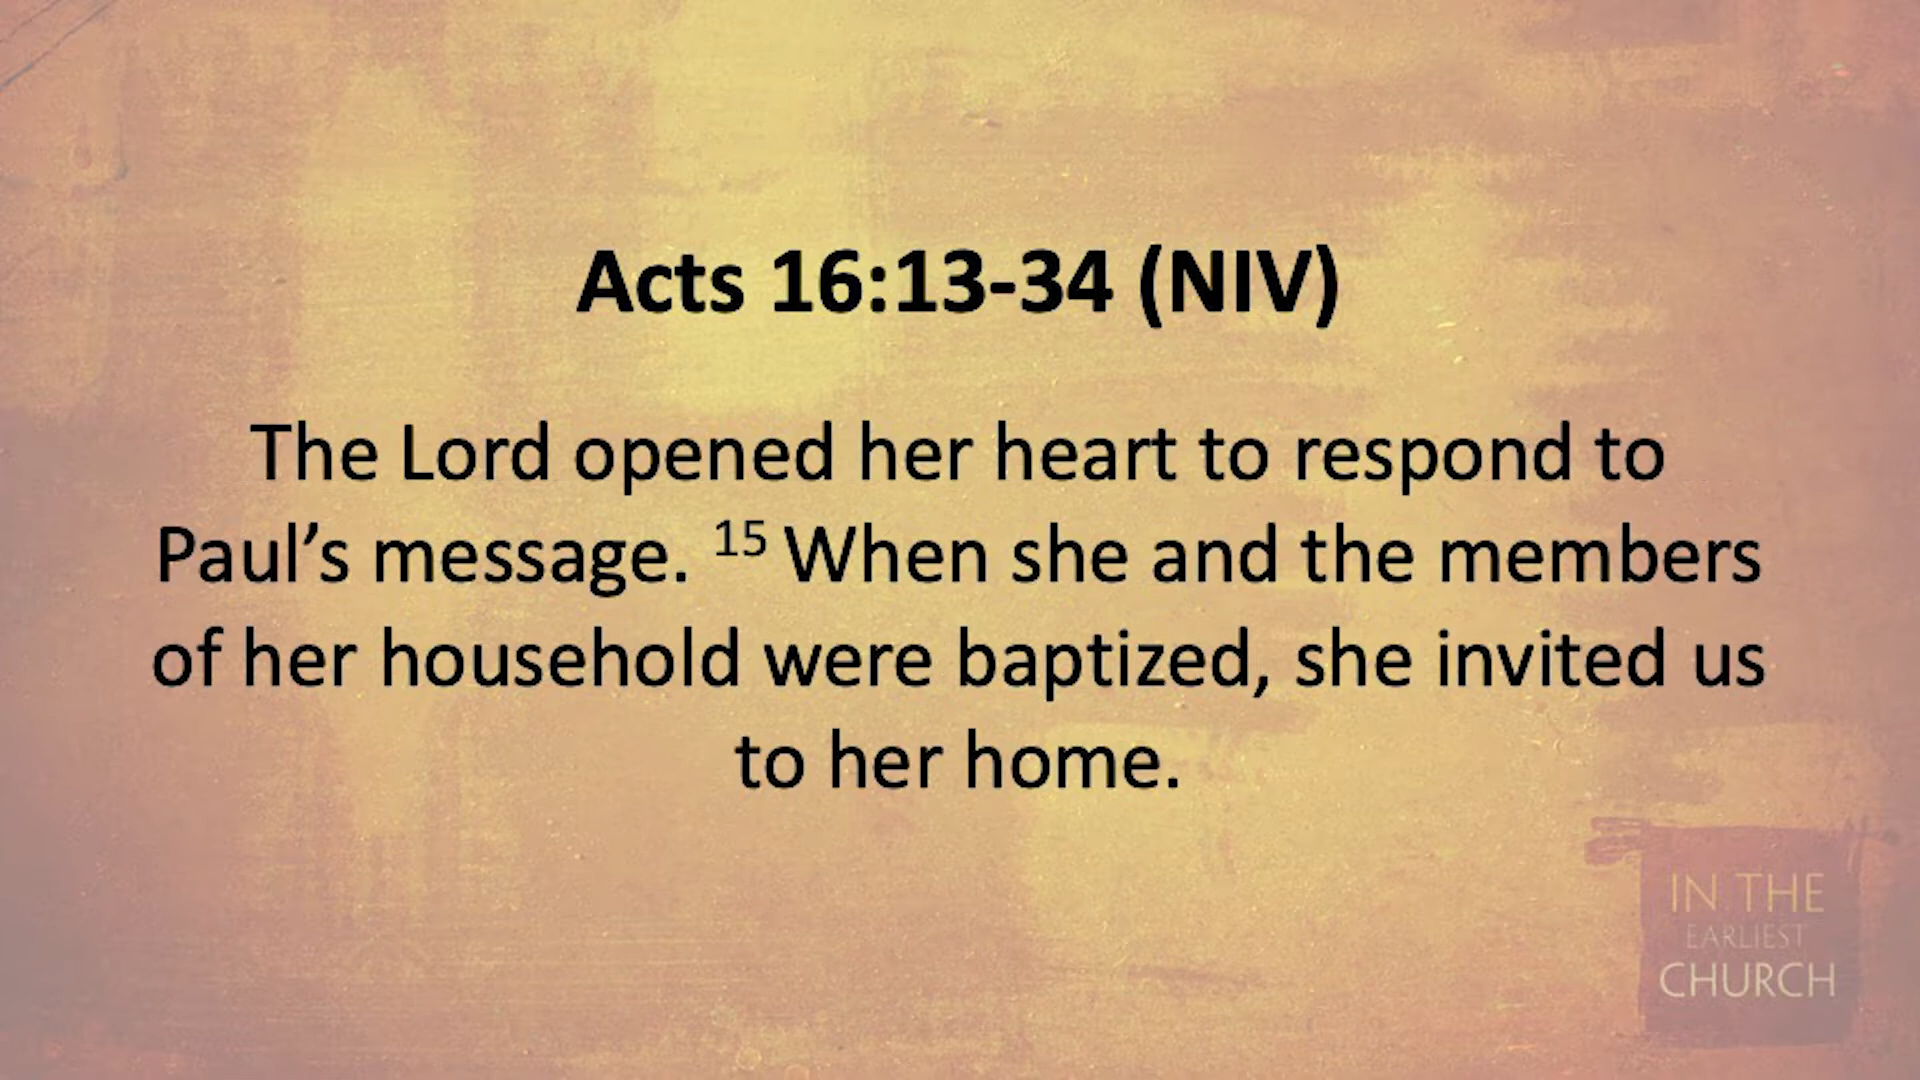 Acts 16:13-34 (NIV)
The Lord opened her heart to respond to
Paul’s message. 15 When she and the members
of her household were baptized, she invited us
to her home.
IN THE
EARLIEST
CHURCH